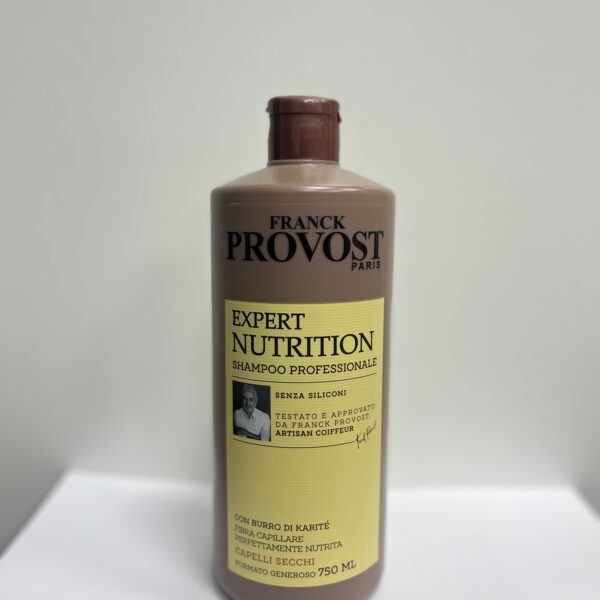 FRANCK
PROVOST
PARIS
EXPERT
NUTRITION
SHAMPOO PROFESSIONALE
SENZA SILICONI
TESTATO E APPROVATO
DA FRANCK PROVOST,
ARTISAN COIFFEUR
CON BURRO DI KARITÉ
FIBRA CAPILLARE
PERFETTAMENTE NUTRITA
CAPELLI SECCHI
FORMATO GENEROSO 750 ML